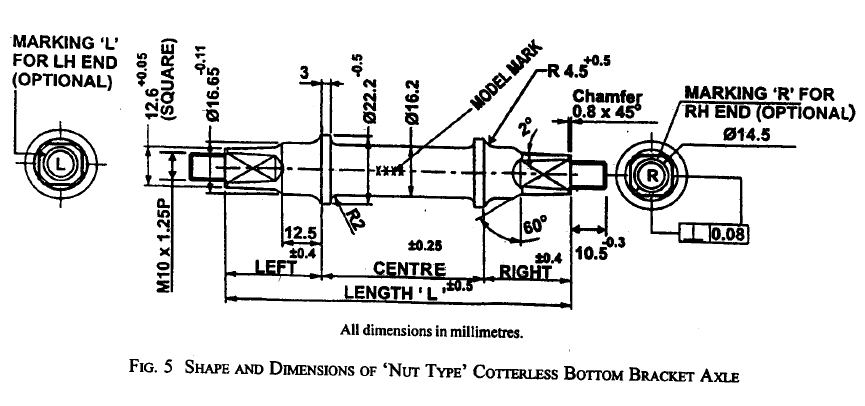 MARKING 'L'
FOR LH END
(OPTIONAL)
12.6 +0.05
(SQUARE)
Ø16.65 -0.11
3
-0.5
Ø22.2
Ø16.2
MODEL MARK
R 4.5 +0.5
Chamfer
0.8 x 45°
MARKING 'R' FOR
RH END (OPTIONAL)
Ø14.5
2°
L
××××
R
M10 x 1.25P
R2
60°
12.5
±0.4
±0.25
±0.4
10.5 -0.3
⊥ 0.08
LEFT
CENTRE
RIGHT
LENGTH 'L' ±0.5
All dimensions in millimetres.
FIG. 5 SHAPE AND DIMENSIONS OF 'NUT TYPE' COTTERLESS BOTTOM BRACKET AXLE